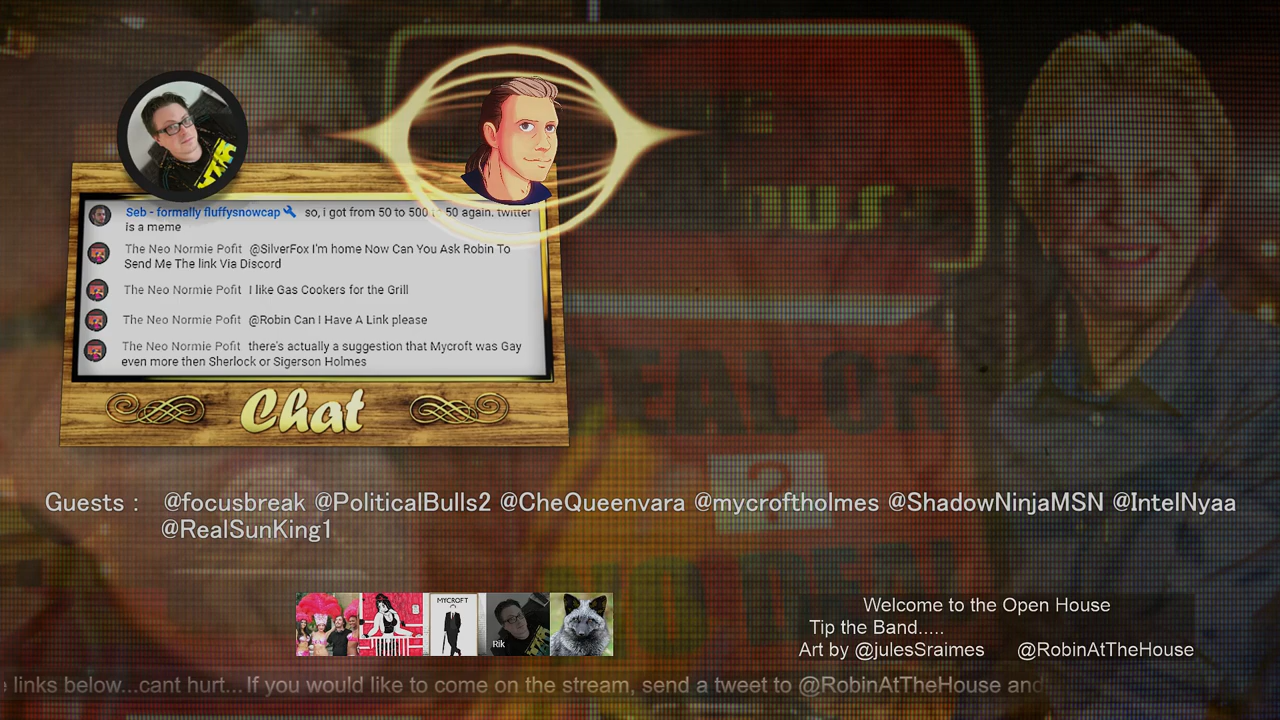 Seb - formally fluffysnowcap so, i got from 50 to 500 50 again. twitter
is a meme
The Neo Normie Pofit @SilverFox I'm home Now Can You Ask Robin To
Send Me The link Via Discord
The Neo Normie Pofit I like Gas Cookers for the Grill
The Neo Normie Pofit @Robin Can I Have A Link please
The Neo Normie Pofit there's actually a suggestion that Mycroft was Gay
even more then Sherlock or Sigerson Holmes
Chat
DEAL OR
?
NO DEAL
Guests : @focusbreak @PoliticalBulls2 @CheQueenvara @mycroftholmes @ShadowNinjaMSN @IntelNyaa
@RealSunKing1
MYCROFT
Rik
Welcome to the Open House
Tip the Band.....
Art by @julesSraimes @RobinAtTheHouse
links below...cant hurt... If you would like to come on the stream, send a tweet to @RobinAtTheHouse and